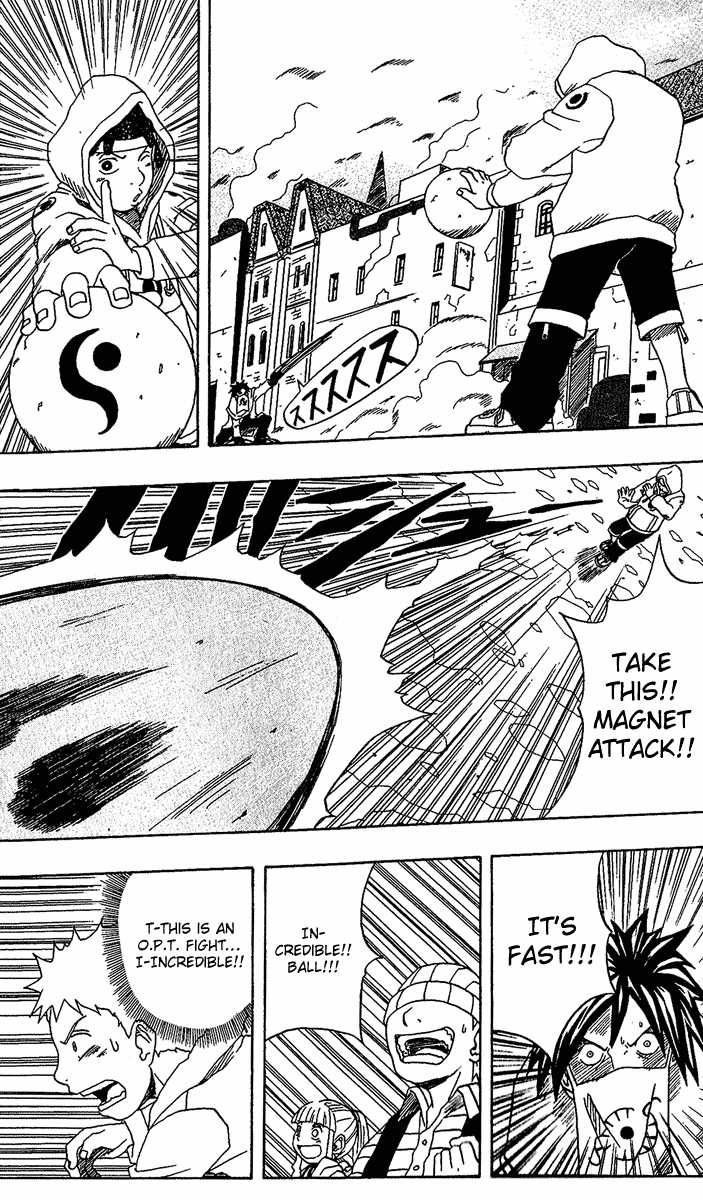 ススススス
TAKE
THIS!!
MAGNET
ATTACK!!
IT'S
FAST!!!
IN-
CREDIBLE!!
BALL!!!
T-THIS IS AN
O.P.T. FIGHT...
I-INCREDIBLE!!